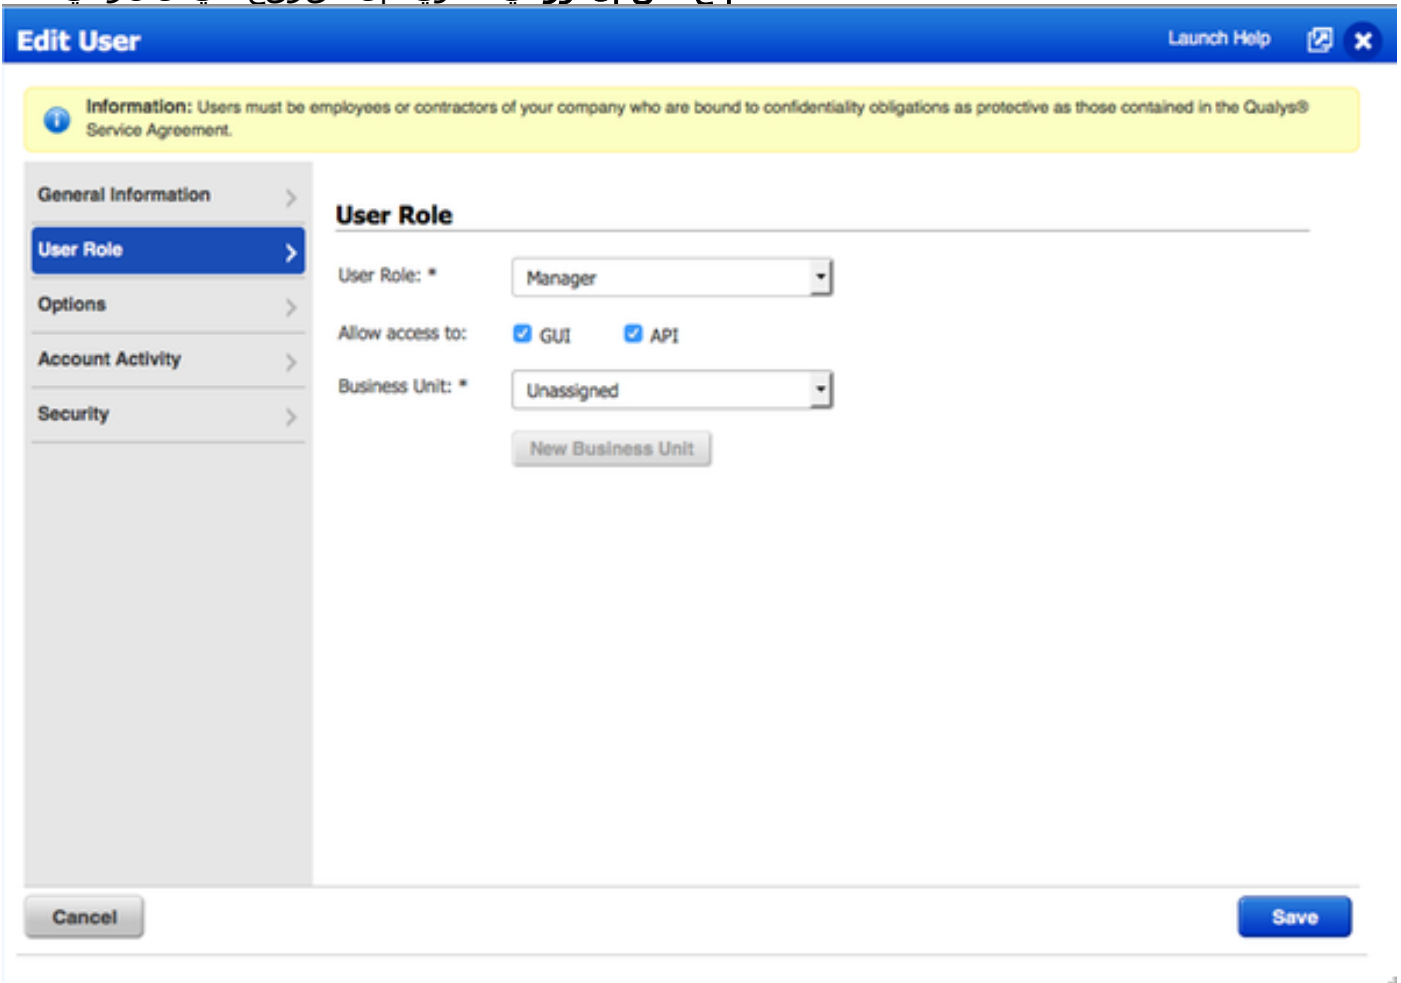 Edit User
Launch Help
Information: Users must be employees or contractors of your company who are bound to confidentiality obligations as protective as those contained in the Qualys®
Service Agreement.
General Information
User Role
Options
Account Activity
Security
User Role
User Role: *
Manager
Allow access to:
GUI
API
Business Unit: *
Unassigned
New Business Unit
Cancel
Save